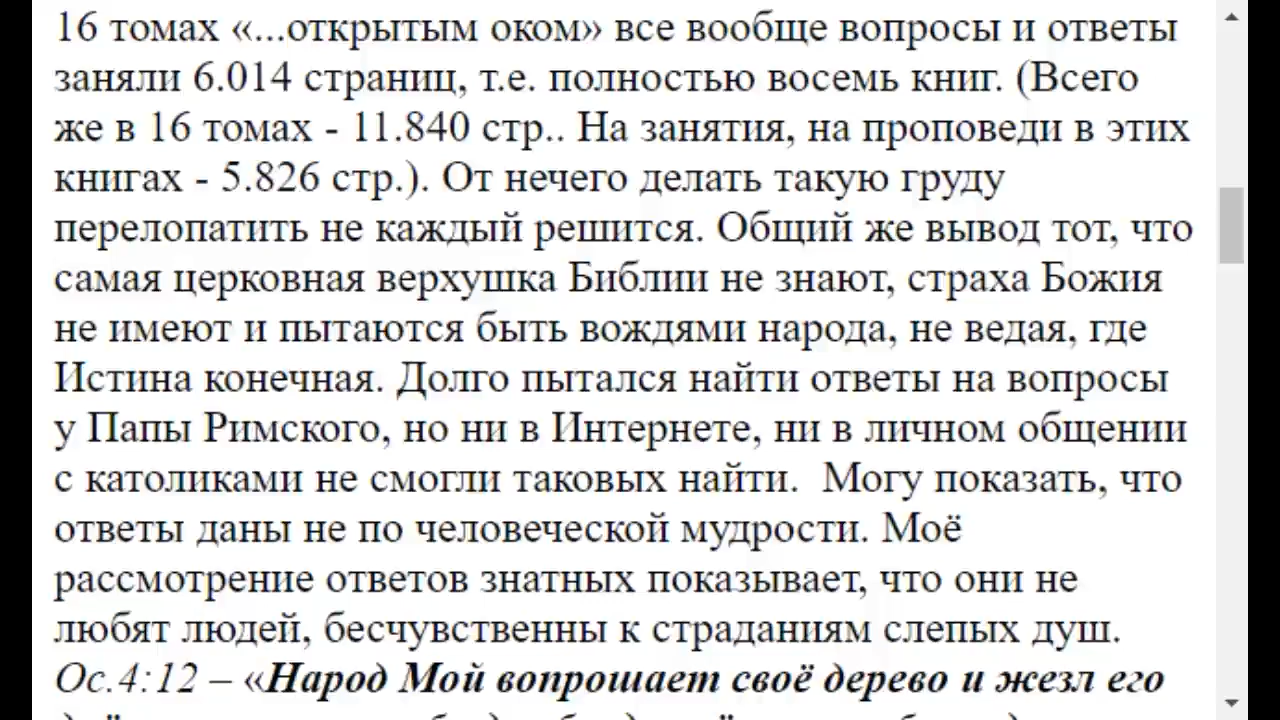 16 томах «...открытым оком» все вообще вопросы и ответы
заняли 6.014 страниц, т.е. полностью восемь книг. (Всего
же в 16 томах - 11.840 стр.. На занятия, на проповеди в этих
книгах - 5.826 стр.). От нечего делать такую груду
перелопатить не каждый решится. Общий же вывод тот, что
самая церковная верхушка Библии не знают, страха Божия
не имеют и пытаются быть вождями народа, не ведая, где
Истина конечная. Долго пытался найти ответы на вопросы
у Папы Римского, но ни в Интернете, ни в личном общении
с католиками не смогли таковых найти.  Могу показать, что
ответы даны не по человеческой мудрости. Моё
рассмотрение ответов знатных показывает, что они не
любят людей, бесчувственны к страданиям слепых душ.
Ос.4:12 – «Народ Мой вопрошает своё дерево и жезл его